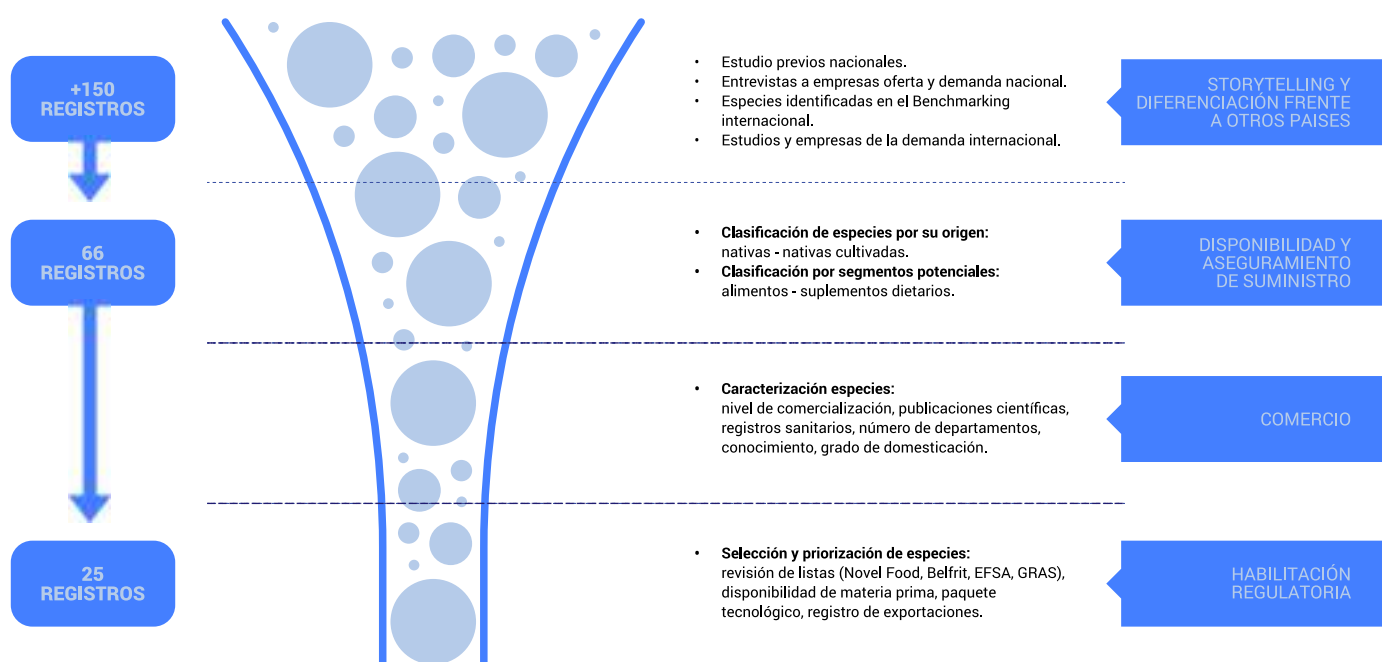 +150
REGISTROS
• Estudio previos nacionales.
• Entrevistas a empresas oferta y demanda nacional.
• Especies identificadas en el Benchmarking
internacional.
• Estudios y empresas de la demanda internacional.
STORYTELLING Y
DIFERENCIACIÓN FRENTE
A OTROS PAISES
66
REGISTROS
• Clasificación de especies por su origen:
nativas - nativas cultivadas.
• Clasificación por segmentos potenciales:
alimentos - suplementos dietarios.
DISPONIBILIDAD Y
ASEGURAMIENTO
DE SUMINISTRO
• Caracterización especies:
nivel de comercialización, publicaciones científicas,
registros sanitarios, número de departamentos,
conocimiento, grado de domesticación.
COMERCIO
25
REGISTROS
• Selección y priorización de especies:
revisión de listas (Novel Food, Belfrit, EFSA, GRAS),
disponibilidad de materia prima, paquete
tecnológico, registro de exportaciones.
HABILITACIÓN
REGULATORIA